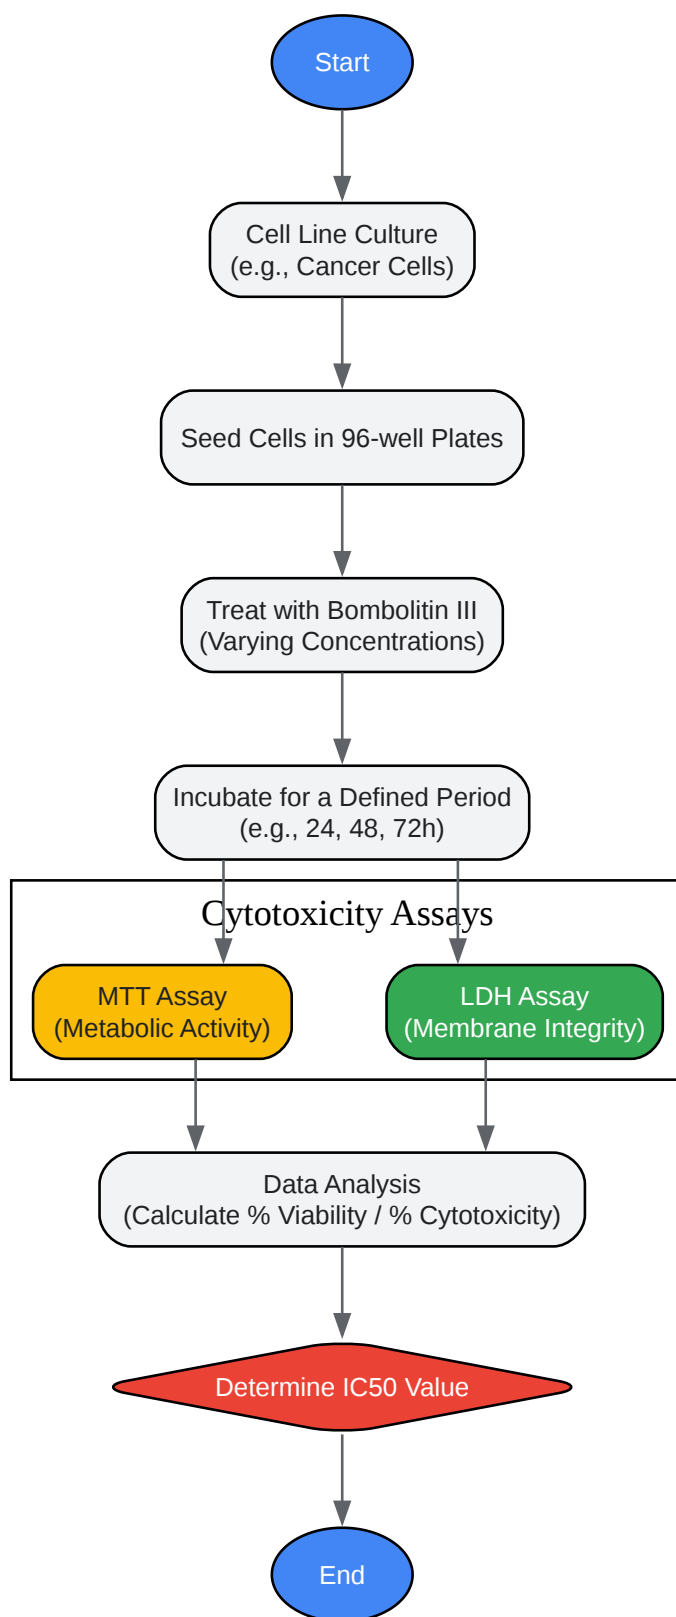 Start
Cell Line Culture
(e.g., Cancer Cells)
Seed Cells in 96-well Plates
Treat with Bombolitin III
(Varying Concentrations)
Incubate for a Defined Period
(e.g., 24, 48, 72h)
Cytotoxicity Assays
MTT Assay
(Metabolic Activity)
LDH Assay
(Membrane Integrity)
Data Analysis
(Calculate % Viability / % Cytotoxicity)
Determine IC50 Value
End